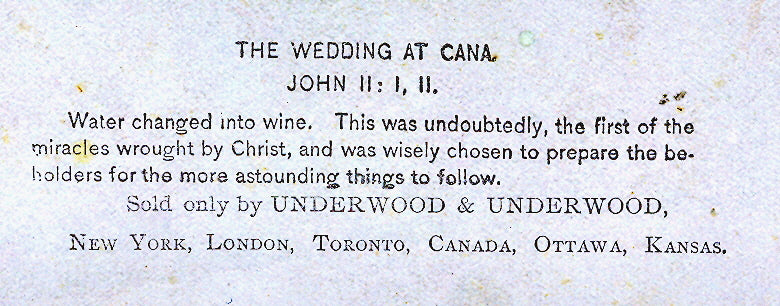 THE WEDDING AT CANA.
JOHN II: I, II.
Water changed into wine. This was undoubtedly, the first of the
miracles wrought by Christ, and was wisely chosen to prepare the be-
holders for the more astounding things to follow.
Sold only by UNDERWOOD & UNDERWOOD,
NEW YORK, LONDON, TORONTO, CANADA, OTTAWA, KANSAS.